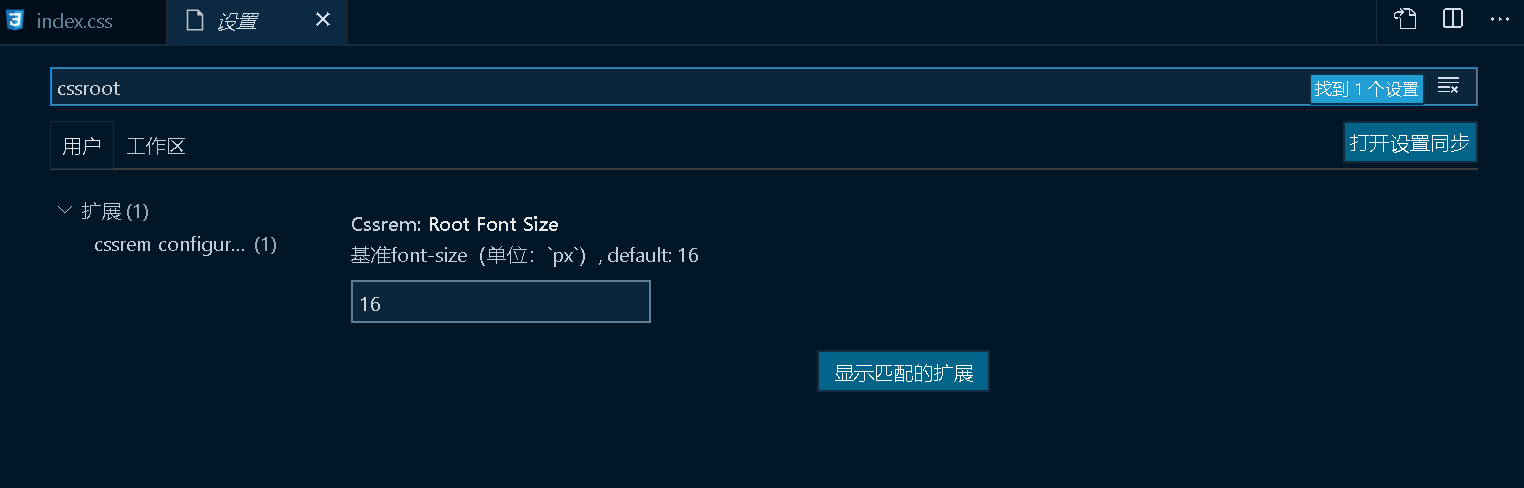 index.css
设置
cssroot
找到 1 个设置
用户
工作区
打开设置同步
扩展 (1)
cssrem configur... (1)
Cssrem: Root Font Size
基准font-size（单位：`px`）, default: 16
16
显示匹配的扩展